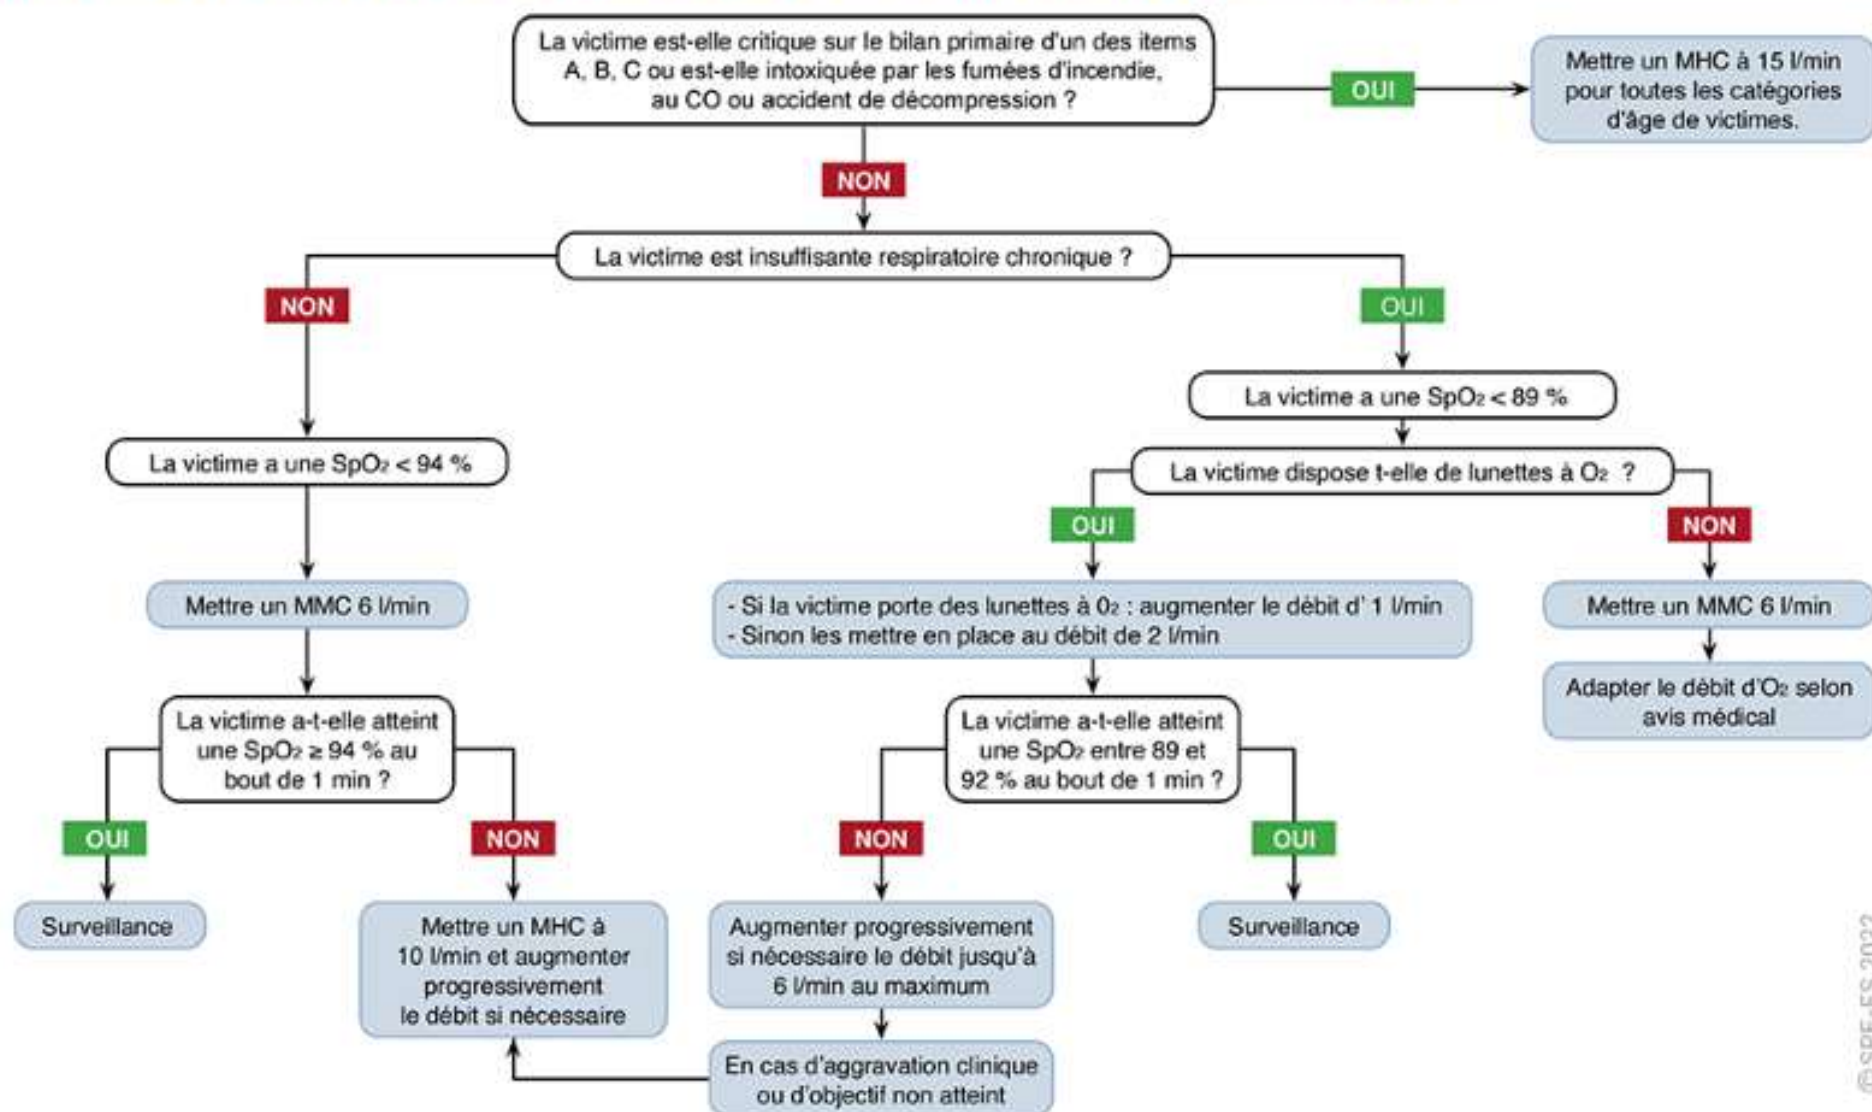 La victime est-elle critique sur le bilan primaire d'un des items
A, B, C ou est-elle intoxiquée par les fumées d'incendie,
au CO ou accident de décompression ?
OUI
Mettre un MHC à 15 l/min
pour toutes les catégories
d'âge de victimes.
NON
La victime est insuffisante respiratoire chronique ?
NON
OUI
La victime a une SpO₂ < 89 %
La victime a une SpO₂ < 94 %
La victime dispose t-elle de lunettes à O₂ ?
OUI
NON
Mettre un MMC 6 l/min
- Si la victime porte des lunettes à 0₂ : augmenter le débit d' 1 l/min
- Sinon les mettre en place au débit de 2 l/min
Mettre un MMC 6 l/min
Adapter le débit d'O₂ selon
avis médical
La victime a-t-elle atteint
une SpO₂ ≥ 94 % au
bout de 1 min ?
La victime a-t-elle atteint
une SpO₂ entre 89 et
92 % au bout de 1 min ?
OUI
NON
NON
OUI
Surveillance
Mettre un MHC à
10 l/min et augmenter
progressivement
le débit si nécessaire
Augmenter progressivement
si nécessaire le débit jusqu'à
6 l/min au maximum
Surveillance
En cas d'aggravation clinique
ou d'objectif non atteint
2022